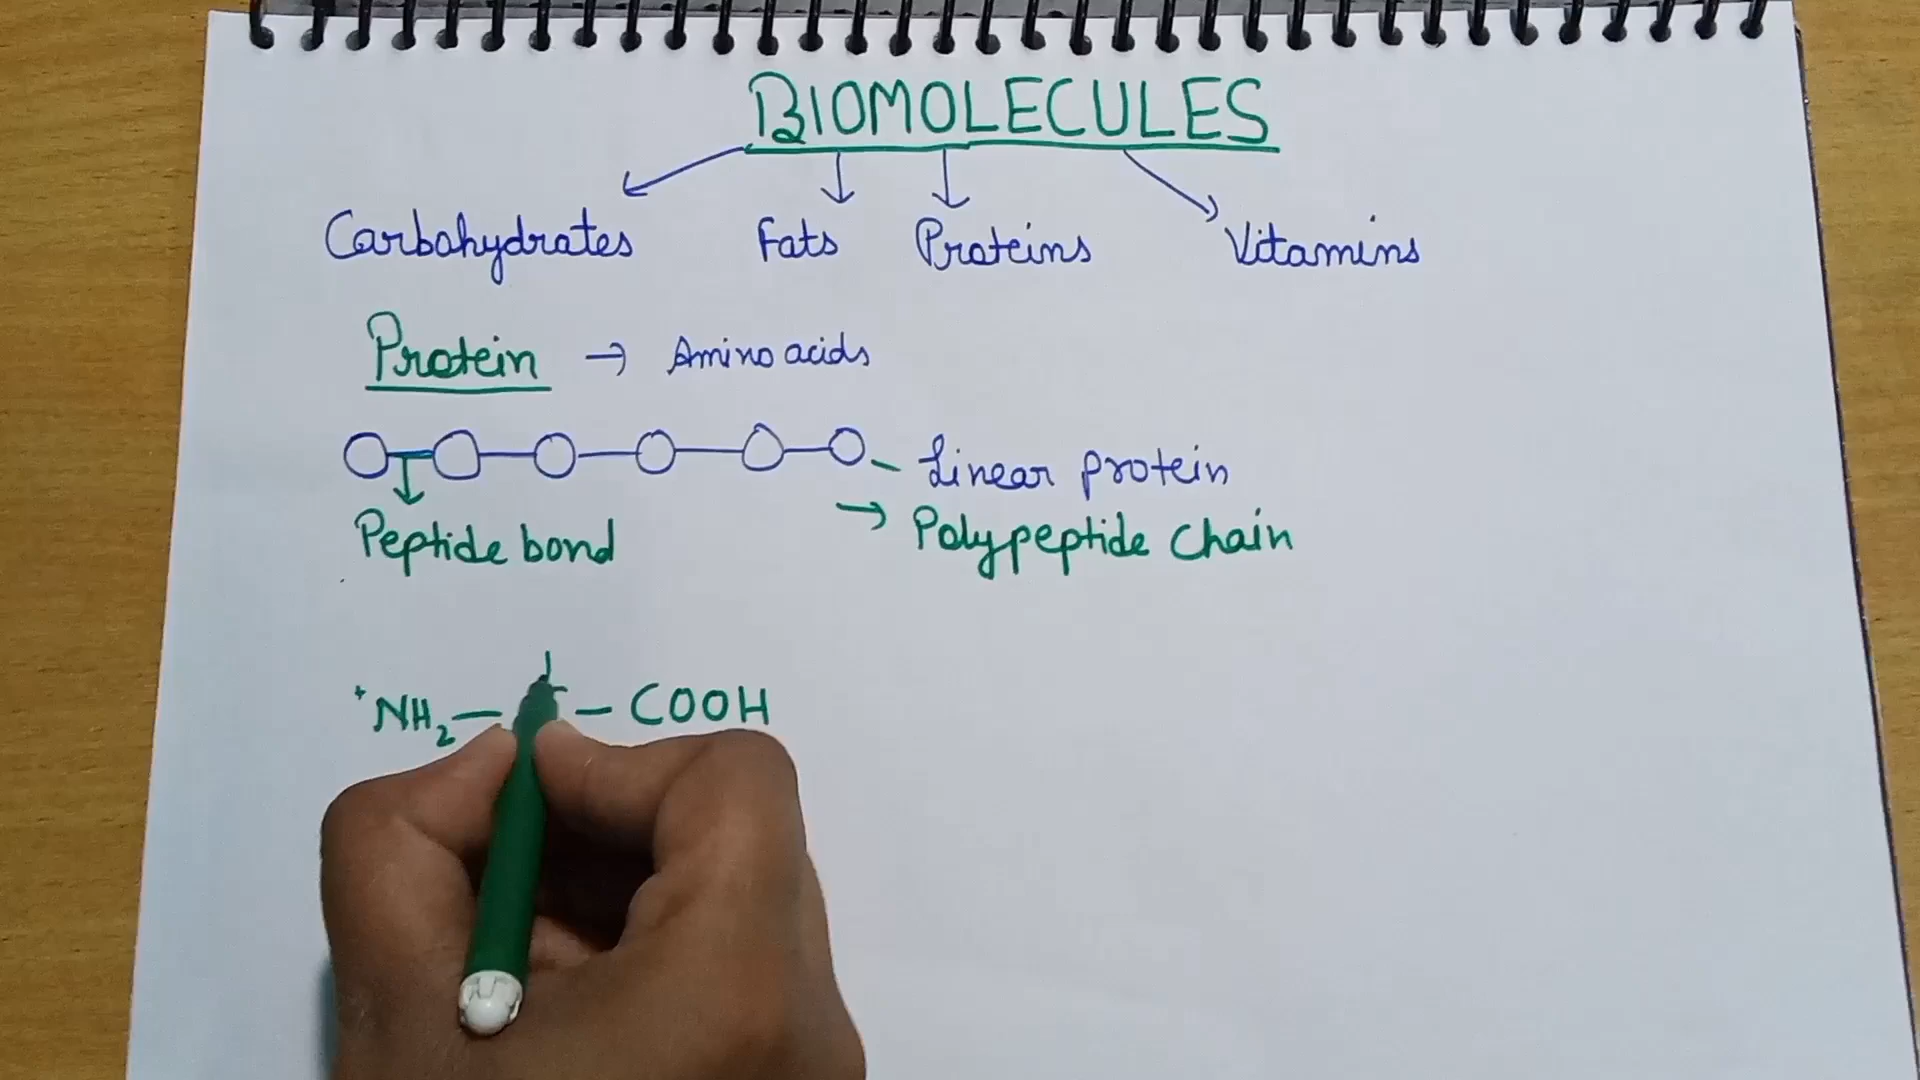 BIOMOLECULES
Carbohydrates Fats Proteins Vitamins
Protein → Amino acids
Linear protein
Peptide bond → Polypeptide chain
+NH2 — C — COOH